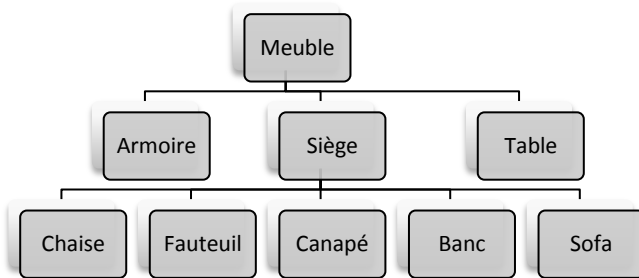 Meuble
Armoire
Siège
Table
Chaise
Fauteuil
Canapé
Banc
Sofa